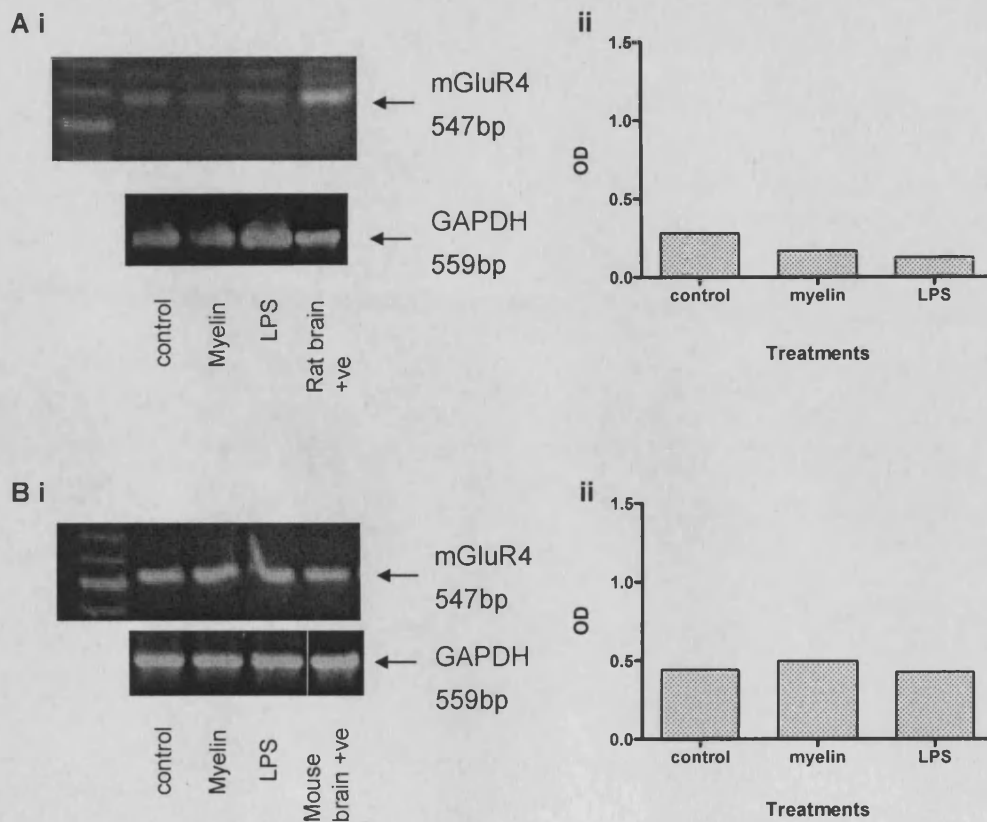 A i
mGluR4
547bp
GAPDH
559bp
control
Myelin
LPS
Rat brain
+ve
ii
1.5
1.0
0.5
0.0
OD
control myelin LPS
Treatments
B i
mGluR4
547bp
GAPDH
559bp
control
Myelin
LPS
Mouse
brain +ve
ii
1.5
1.0
0.5
0.0
OD
control myelin LPS
Treatments